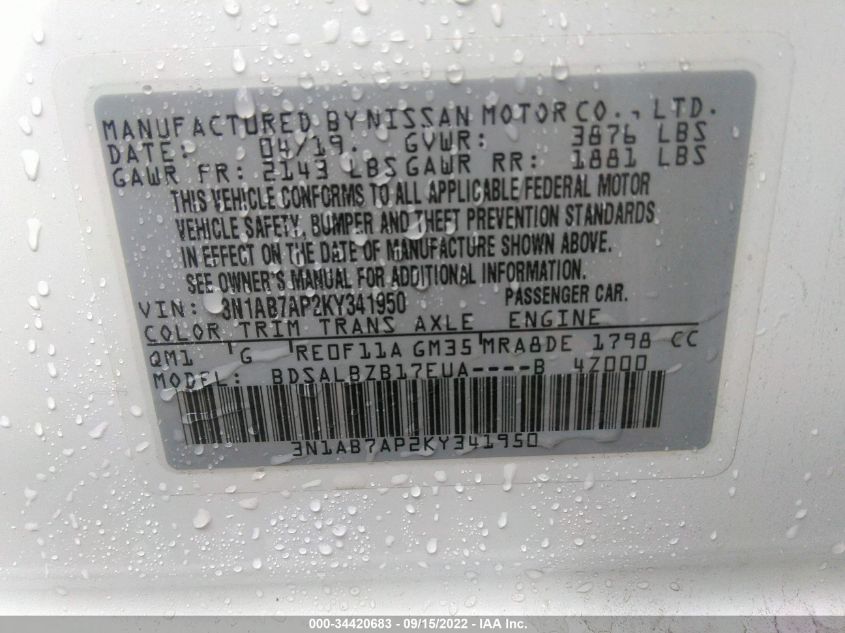 MANUFACTURED BY NISSAN MOTOR CO., LTD.
DATE: 04/19. GVWR: 3876 LBS
GAWR FR: 2143 LBS GAWR RR: 1881 LBS
THIS VEHICLE CONFORMS TO ALL APPLICABLE FEDERAL MOTOR
VEHICLE SAFETY, BUMPER AND THEFT PREVENTION STANDARDS
IN EFFECT ON THE DATE OF MANUFACTURE SHOWN ABOVE.
SEE OWNER'S MANUAL FOR ADDITIONAL INFORMATION.
VIN: 3N1AB7AP2KY341950 PASSENGER CAR.
COLOR TRIM TRANS AXLE ENGINE
QM1 G RE0F11A GM35 MRA8DE 1798 CC
MODEL: BDSALBZB17EUA----B 4Z000
3N1AB7AP2KY341950
000-34420683 - 09/15/2022 - IAA Inc.